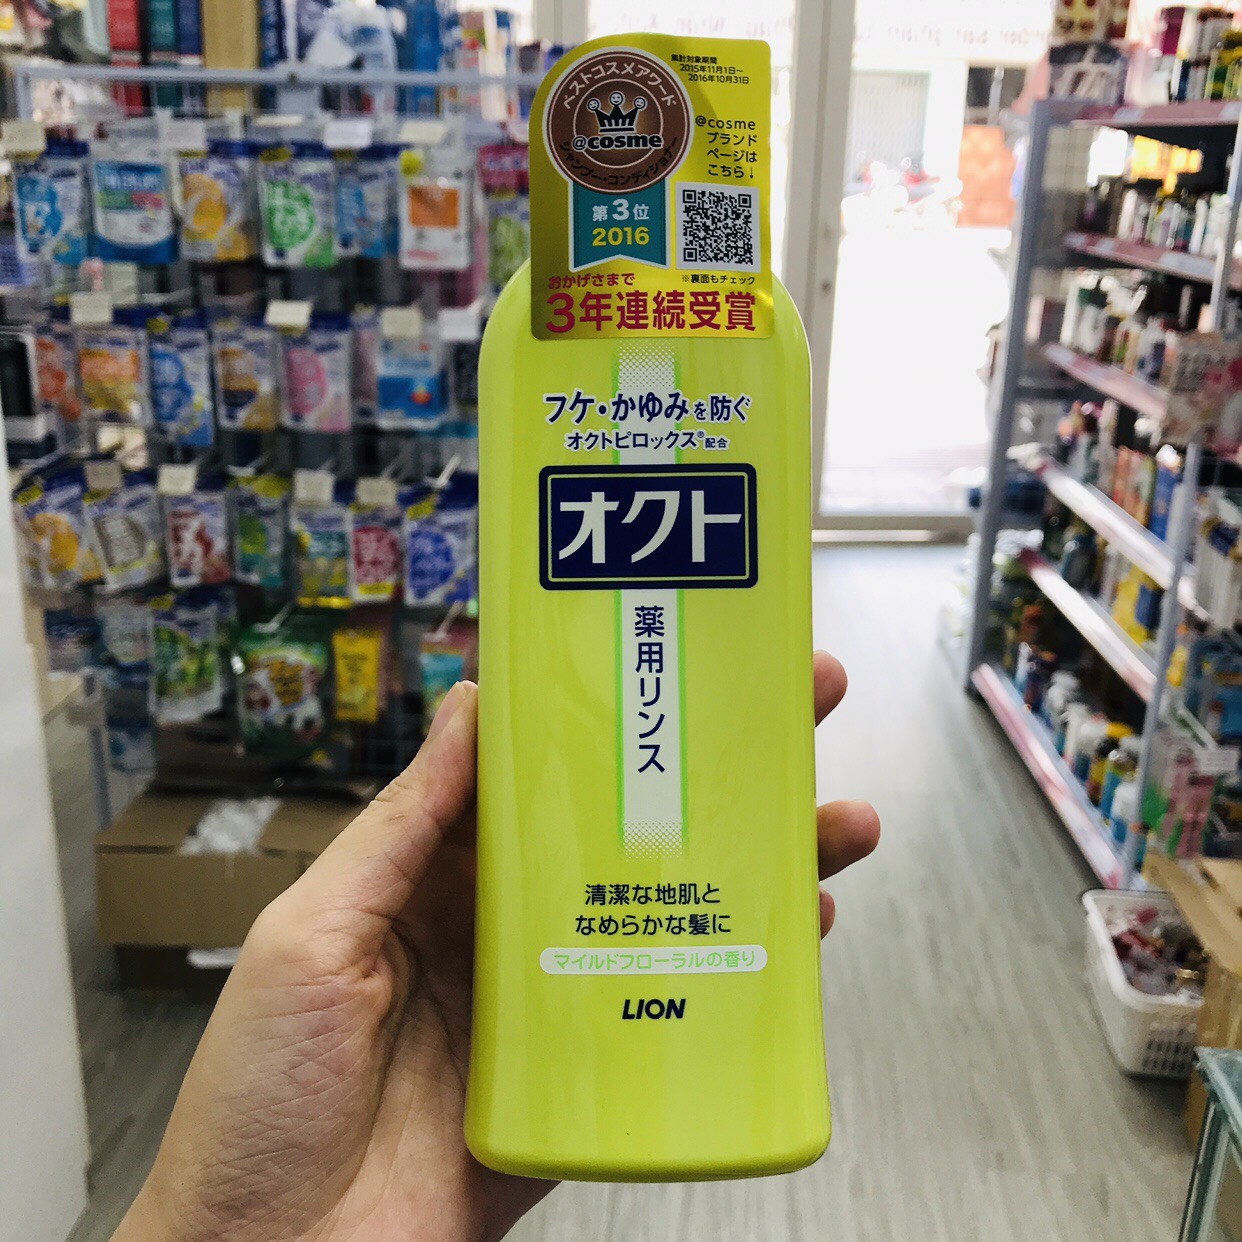 ベストコスメアワード
@cosme
シャンプー・コンディショナー
第3位
2016
集計対象期間
2015年11月1日〜
2016年10月31日
@cosme
ブランド
ページは
こちら↓
※裏面もチェック
おかげさまで
3年連続受賞
フケ・かゆみを防ぐ
オクトピロックス®配合
オクト
薬用リンス
清潔な地肌と
なめらかな髪に
マイルドフローラルの香り
LION